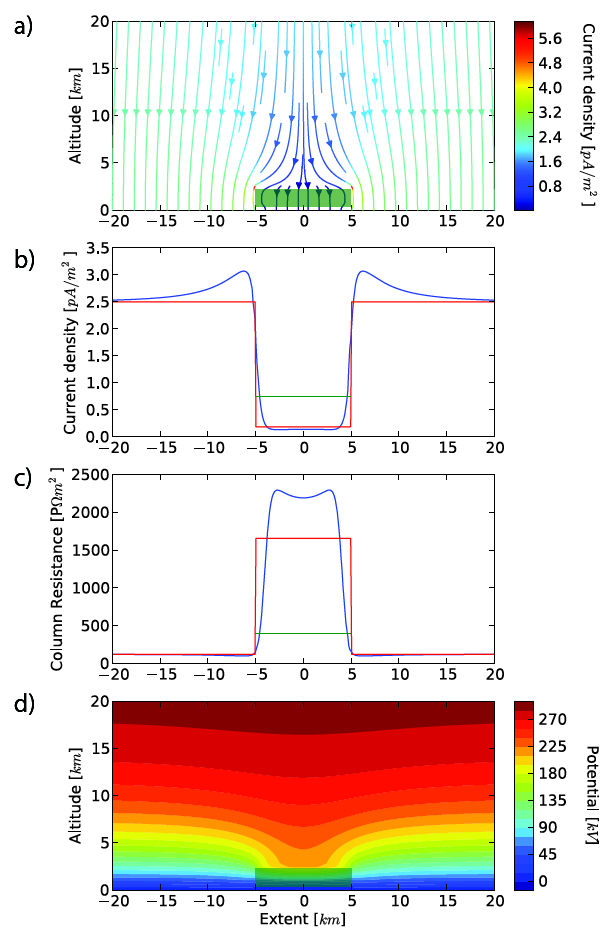 a)
20
15
10
5
0
Altitude [km]
−20 −15 −10 −5 0 5 10 15 20
5.6
4.8
4.0
3.2
2.4
1.6
0.8
Current density [pA/m²]
b)
3.5
3.0
2.5
2.0
1.5
1.0
0.5
0.0
Current density [pA/m²]
−20 −15 −10 −5 0 5 10 15 20
c)
2500
2000
1500
1000
500
0
Column Resistance [PΩm²]
−20 −15 −10 −5 0 5 10 15 20
d)
20
15
10
5
0
Altitude [km]
−20 −15 −10 −5 0 5 10 15 20
Extent [km]
270
225
180
135
90
45
0
Potential [kV]